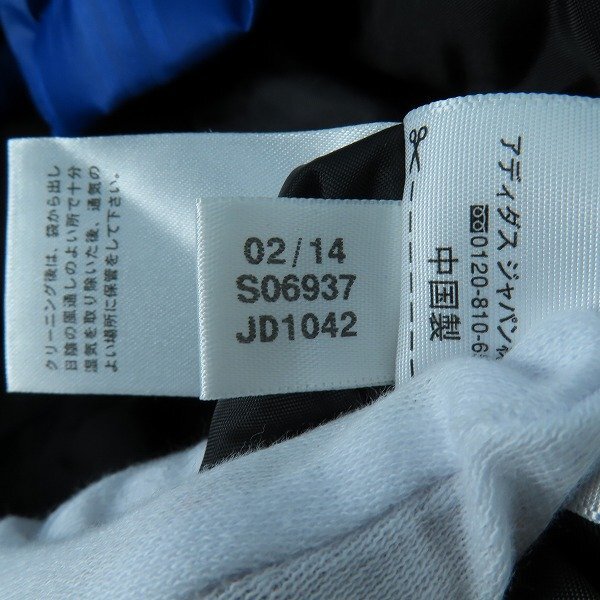 クリーニング後は、袋から出し
日陰の風通しのよい所で十分
湿気を取り除いた後、通気の
よい場所に保管をして下さい。
02/14
S06937
JD1042
アディダス ジャパン
0120-810-6
中国製